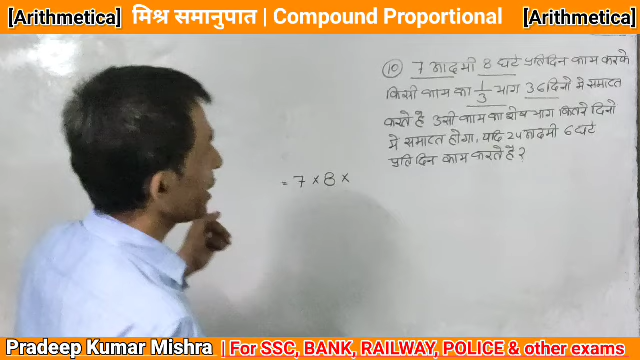 [Arithmetica] मिश्र समानुपात | Compound Proportional [Arithmetica]
⑩ 7 आदमी 8 घंटे प्रतिदिन काम करके
किसी काम का 1/3 भाग 36 दिनों में समाप्त
करते हैं उसी काम का शेष भाग कितने दिनों
में समाप्त होगा, यदि 24 आदमी 6 घंटे
प्रतिदिन काम करते हैं ?
= 7 × 8 ×
Pradeep Kumar Mishra | For SSC, BANK, RAILWAY, POLICE & other exams